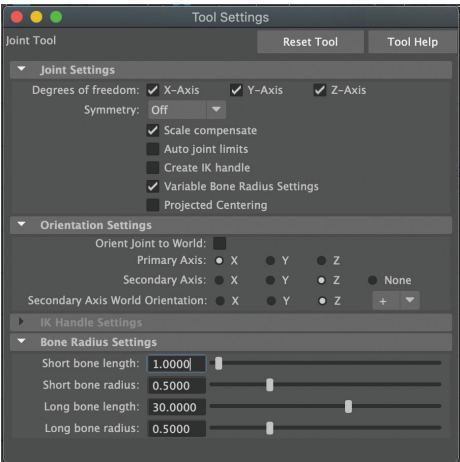 Tool Settings
Joint Tool Reset Tool Tool Help
Joint Settings
Degrees of freedom: X-Axis Y-Axis Z-Axis
Symmetry: Off
Scale compensate
Auto joint limits
Create IK handle
Variable Bone Radius Settings
Projected Centering
Orientation Settings
Orient Joint to World:
Primary Axis: X Y Z
Secondary Axis: X Y Z None
Secondary Axis World Orientation: X Y Z +
IK Handle Settings
Bone Radius Settings
Short bone length: 1.0000
Short bone radius: 0.5000
Long bone length: 30.0000
Long bone radius: 0.5000